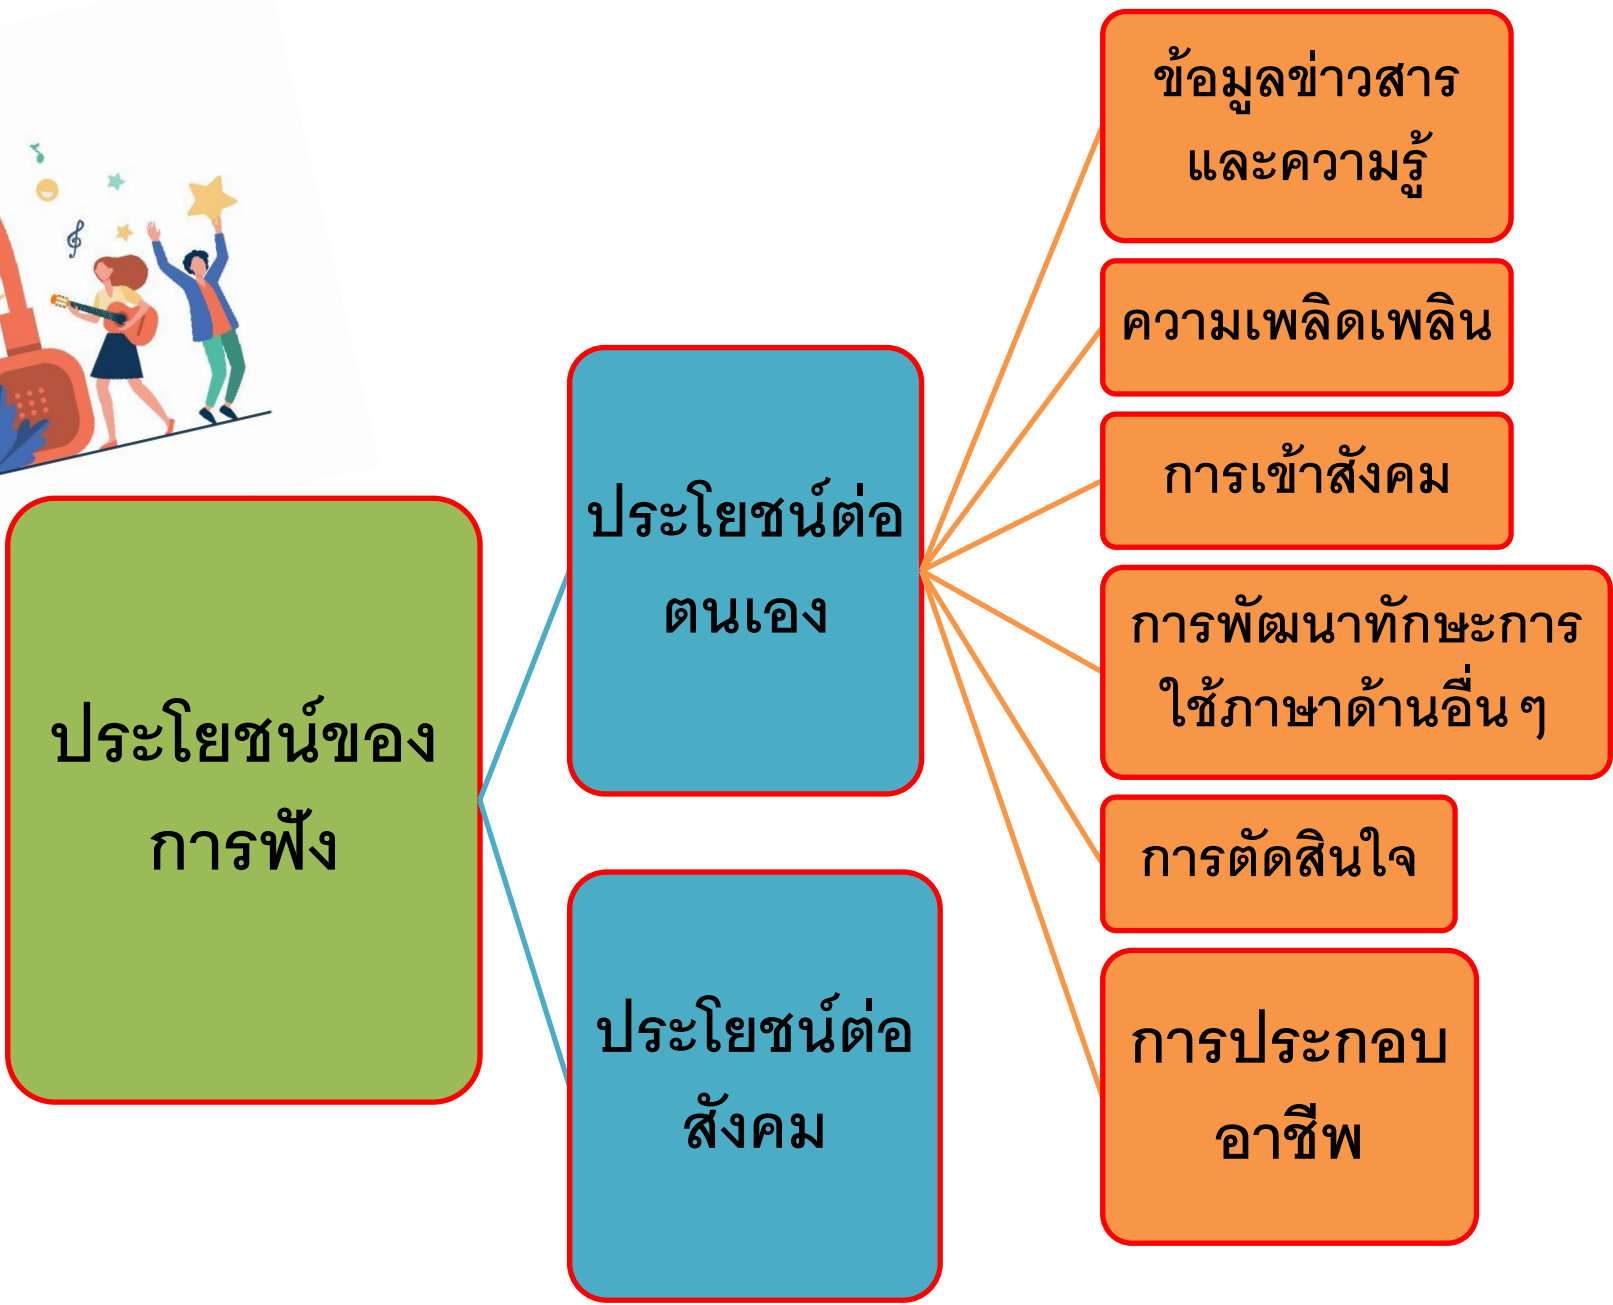 ประโยชน์ของ
การฟัง
ประโยชน์ต่อ
ตนเอง
ข้อมูลข่าวสาร
และความรู้
ความเพลิดเพลิน
การเข้าสังคม
การพัฒนาทักษะการ
ใช้ภาษาด้านอื่น ๆ
การตัดสินใจ
การประกอบ
อาชีพ
ประโยชน์ต่อ
สังคม